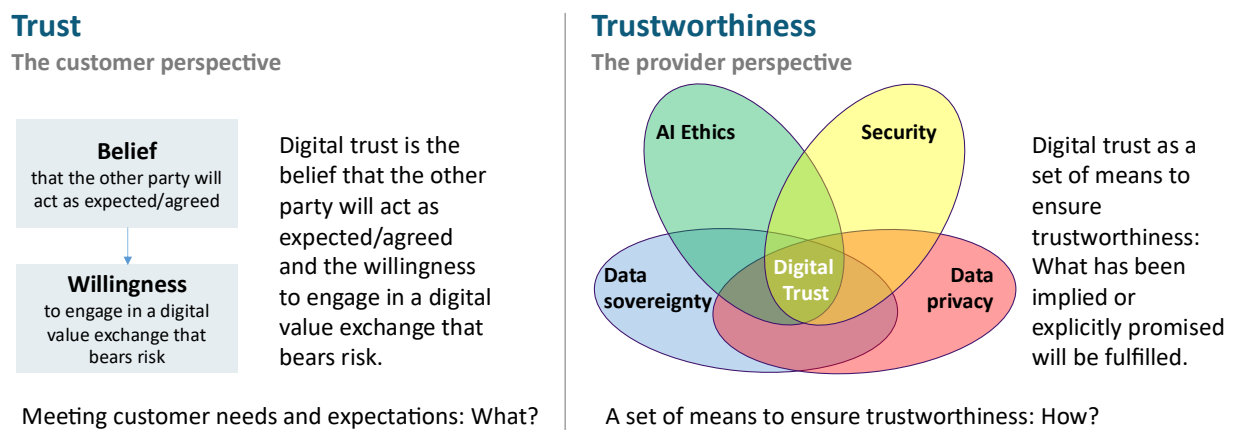 Trust
The customer perspective
Belief
that the other party will
act as expected/agreed
Willingness
to engage in a digital
value exchange that
bears risk
Digital trust is the
belief that the other
party will act as
expected/agreed
and the willingness
to engage in a digital
value exchange that
bears risk.
Meeting customer needs and expectations: What?
Trustworthiness
The provider perspective
AI Ethics
Security
Data
sovereignty
Digital
Trust
Data
privacy
Digital trust as a
set of means to
ensure
trustworthiness:
What has been
implied or
explicitly promised
will be fulfilled.
A set of means to ensure trustworthiness: How?